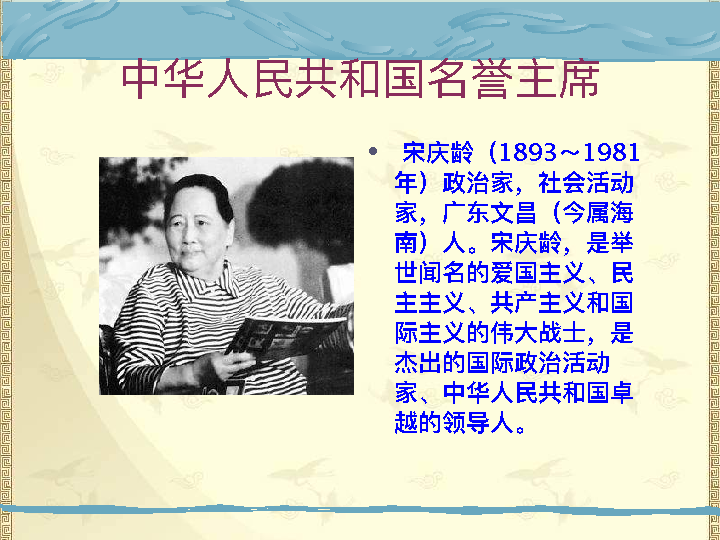 中华人民共和国名誉主席
• 宋庆龄（1893～1981
年）政治家，社会活动
家，广东文昌（今属海
南）人。宋庆龄，是举
世闻名的爱国主义、民
主主义、共产主义和国
际主义的伟大战士，是
杰出的国际政治活动
家、中华人民共和国卓
越的领导人。